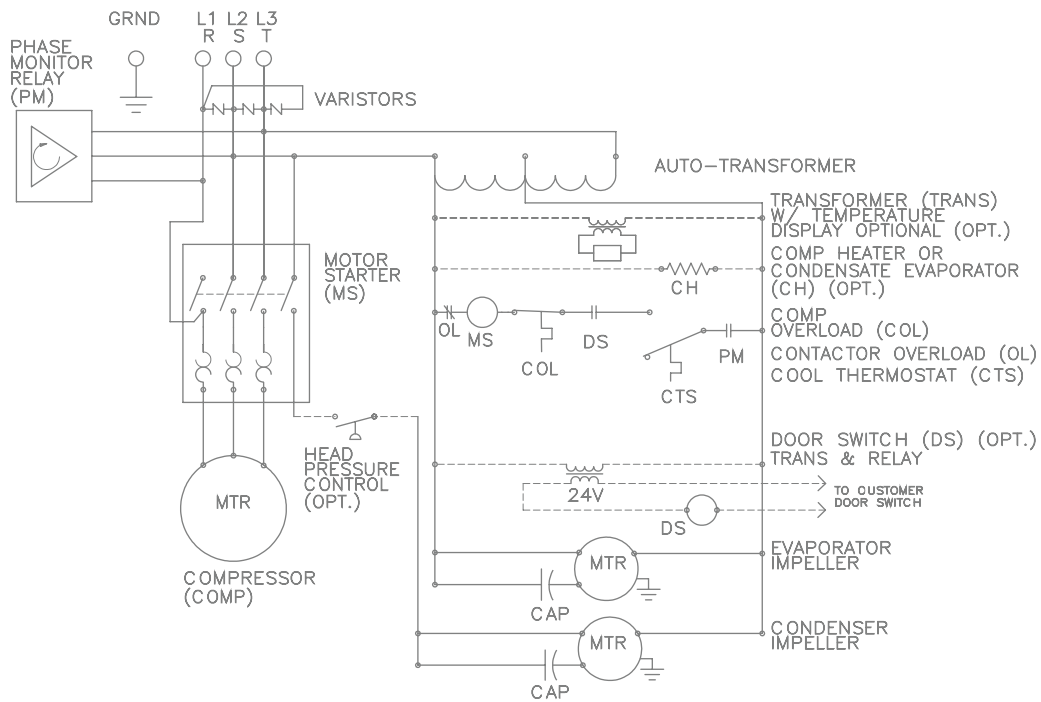 GRND
L1 L2 L3
R S T
PHASE
MONITOR
RELAY
(PM)
VARISTORS
AUTO-TRANSFORMER
TRANSFORMER (TRANS)
W/ TEMPERATURE
DISPLAY OPTIONAL (OPT.)
COMP HEATER OR
CONDENSATE EVAPORATOR
(CH) (OPT.)
CH
MOTOR
STARTER
(MS)
OL
MS
COL
DS
PM
CTS
COMP
OVERLOAD (COL)
CONTACTOR OVERLOAD (OL)
COOL THERMOSTAT (CTS)
HEAD
PRESSURE
CONTROL
(OPT.)
DOOR SWITCH (DS) (OPT.)
TRANS & RELAY
24V
TO CUSTOMER
DOOR SWITCH
DS
MTR
COMPRESSOR
(COMP)
MTR
EVAPORATOR
IMPELLER
CAP
MTR
CONDENSER
IMPELLER
CAP